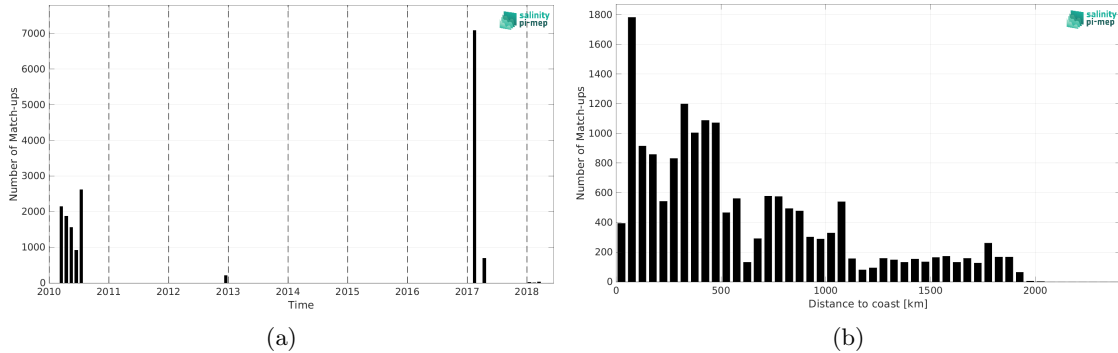 salinity
pi-mep
Number of Match-ups
7000
6000
5000
4000
3000
2000
1000
0
2010 2011 2012 2013 2014 2015 2016 2017 2018
Time
(a)
salinity
pi-mep
Number of Match-ups
1800
1600
1400
1200
1000
800
600
400
200
0
0 500 1000 1500 2000
Distance to coast [km]
(b)